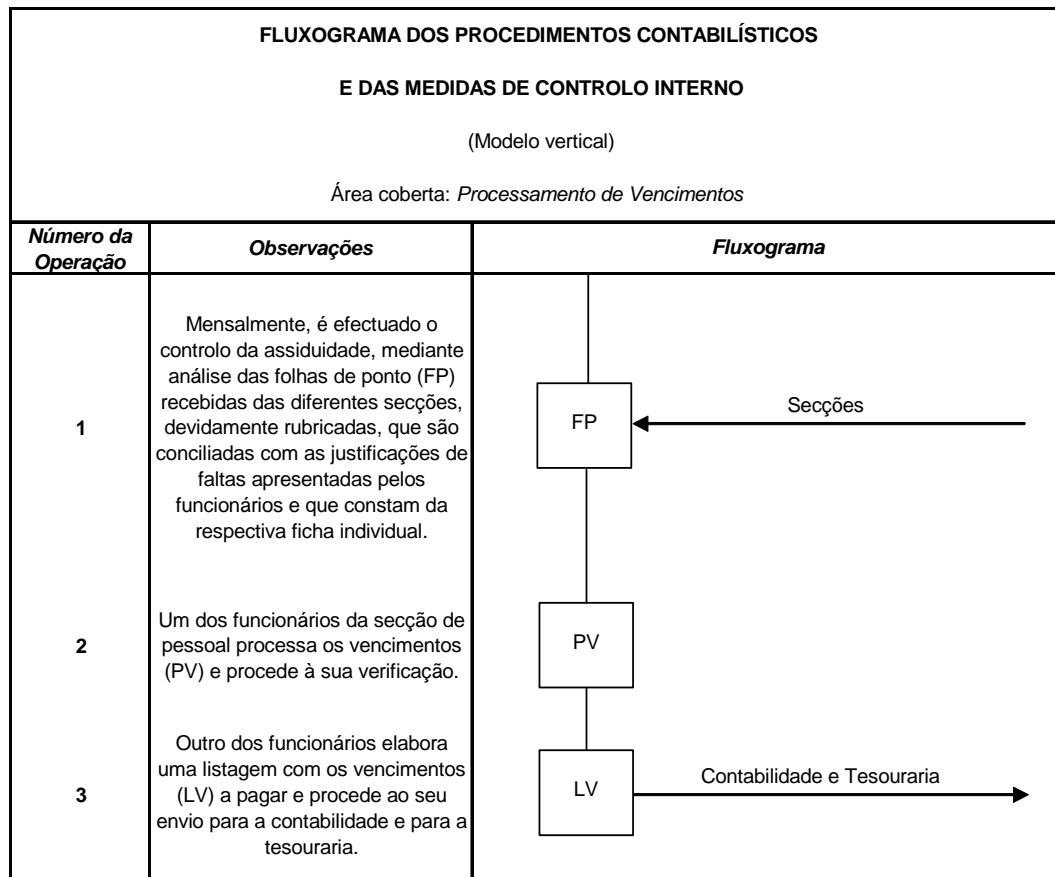 FLUXOGRAMA DOS PROCEDIMENTOS CONTABILÍSTICOS
E DAS MEDIDAS DE CONTROLO INTERNO
(Modelo vertical)
Área coberta: Processamento de Vencimentos
Número da
Operação
Observações
Fluxograma
1
Mensalmente, é efectuado o
controlo da assiduidade, mediante
análise das folhas de ponto (FP)
recebidas das diferentes secções,
devidamente rubricadas, que são
conciliadas com as justificações de
faltas apresentadas pelos
funcionários e que constam da
respectiva ficha individual.
FP
Secções
2
Um dos funcionários da secção de
pessoal processa os vencimentos
(PV) e procede à sua verificação.
PV
3
Outro dos funcionários elabora
uma listagem com os vencimentos
(LV) a pagar e procede ao seu
envio para a contabilidade e para a
tesouraria.
LV
Contabilidade e Tesouraria